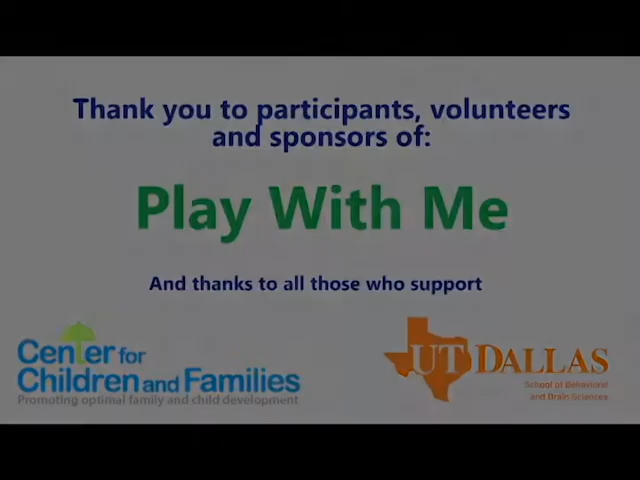 Thank you to participants, volunteers
and sponsors of:
Play With Me
And thanks to all those who support
Center for
Children and Families
Promoting optimal family and child development
UT DALLAS
School of Behavioral
and Brain Sciences